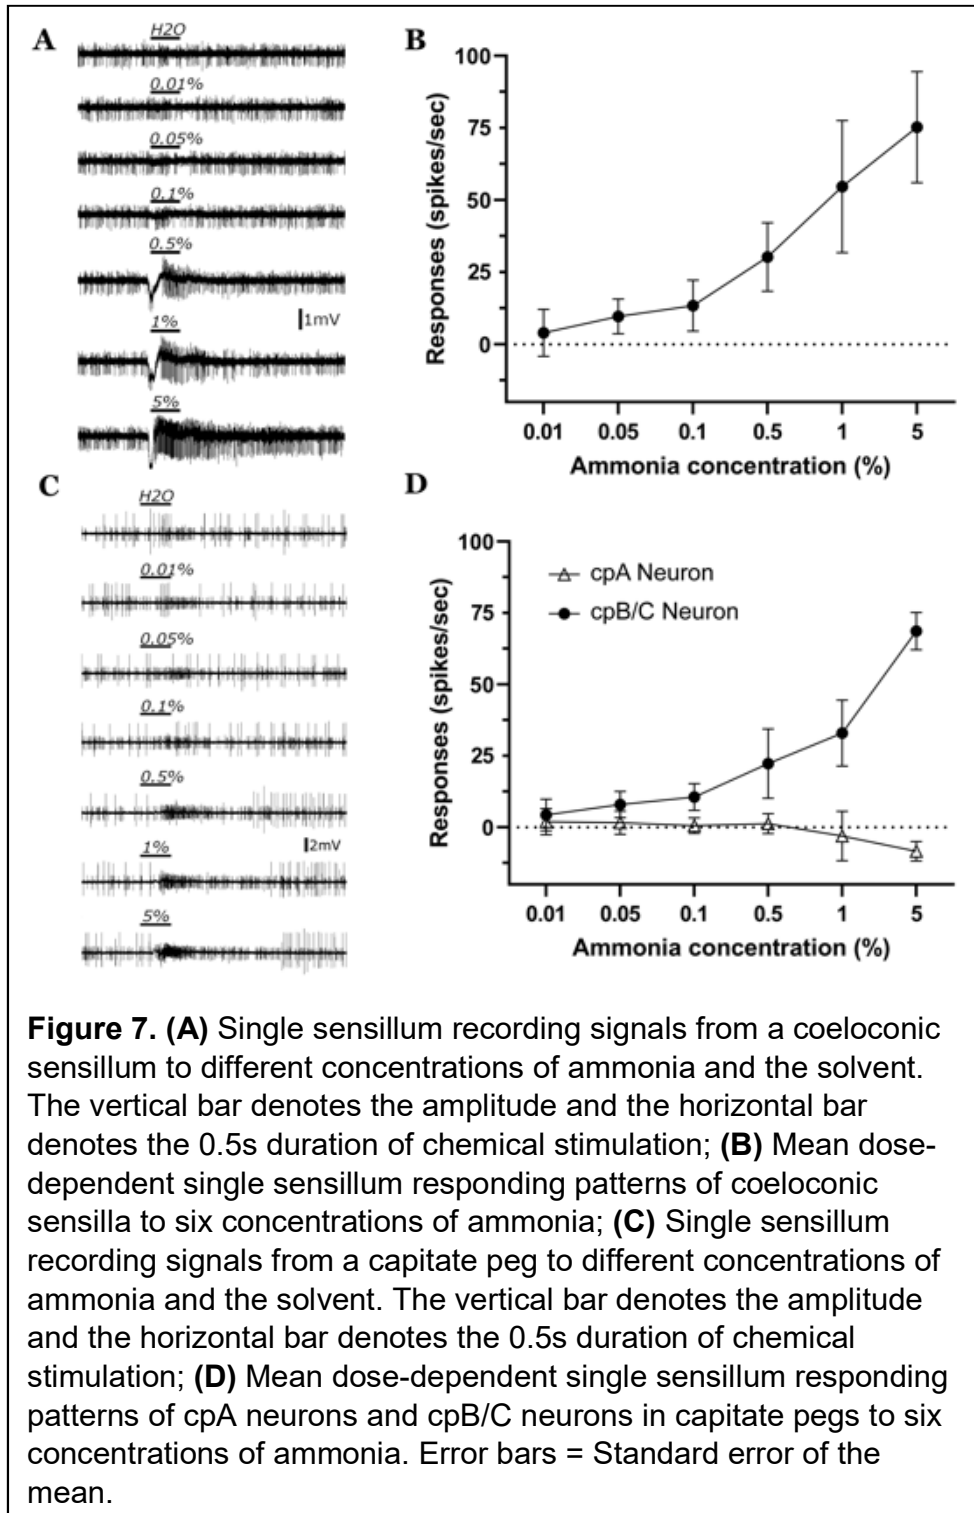 A
H2O
0.01%
0.05%
0.1%
0.5%
1mV
1%
5%
B
100
75
50
25
0
Responses (spikes/sec)
0.01 0.05 0.1 0.5 1 5
Ammonia concentration (%)
C
H2O
0.01%
0.05%
0.1%
0.5%
2mV
1%
5%
D
100
75
50
25
0
Responses (spikes/sec)
cpA Neuron
cpB/C Neuron
0.01 0.05 0.1 0.5 1 5
Ammonia concentration (%)
Figure 7. (A) Single sensillum recording signals from a coeloconic
sensillum to different concentrations of ammonia and the solvent.
The vertical bar denotes the amplitude and the horizontal bar
denotes the 0.5s duration of chemical stimulation; (B) Mean dose-
dependent single sensillum responding patterns of coeloconic
sensilla to six concentrations of ammonia; (C) Single sensillum
recording signals from a capitate peg to different concentrations of
ammonia and the solvent. The vertical bar denotes the amplitude
and the horizontal bar denotes the 0.5s duration of chemical
stimulation; (D) Mean dose-dependent single sensillum responding
patterns of cpA neurons and cpB/C neurons in capitate pegs to six
concentrations of ammonia. Error bars = Standard error of the
mean.